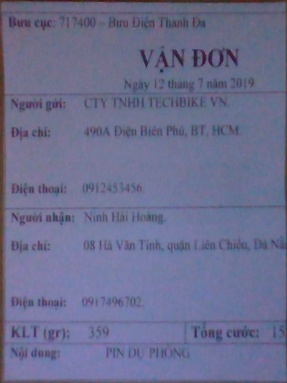 Bưu cục: 717400 – Bưu Điện Thanh Đa
VẬN ĐƠN
Ngày 12 tháng 7 năm 2019
Người gửi: CTY TNHH TECHBIKE VN.
Địa chỉ: 490A Điện Biên Phủ, BT, HCM.
Điện thoại: 0912453456.
Người nhận: Ninh Hải Hoàng.
Địa chỉ: 08 Hà Văn Tính, quận Liên Chiểu, Đà
Điện thoại: 0917496702.
KLT (gr): 359 Tổng cước: 15
Nội dung: PIN DỰ PHÒNG